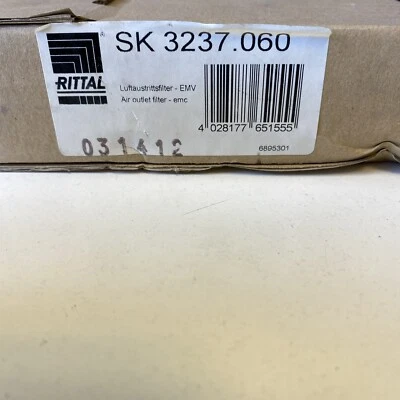 SK 3237.060
RITTAL
Luftaustrittsfilter - EMV
Air outlet filter - emc
4 028177 651555
031412
6895301